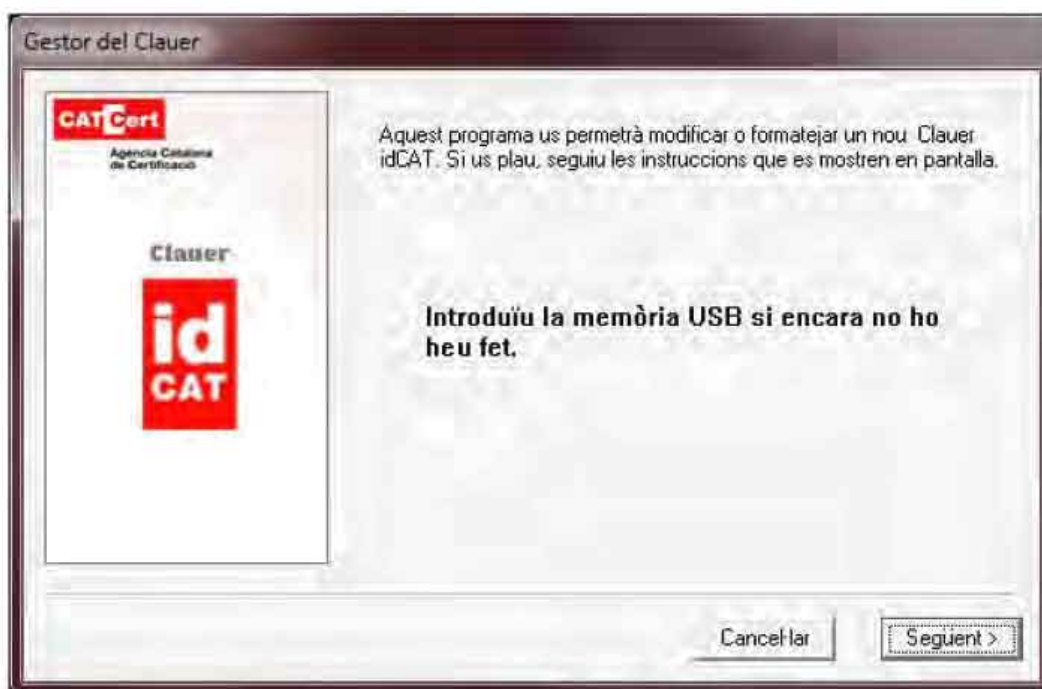 Gestor del Clauer
CATCert
Agència Catalana
de Certificació
Clauer
id
CAT
Aquest programa us permetrà modificar o formatejar un nou Clauer
idCAT. Si us plau, seguiu les instruccions que es mostren en pantalla.
Introduïu la memòria USB si encara no ho
heu fet.
Cancel·lar
Següent >